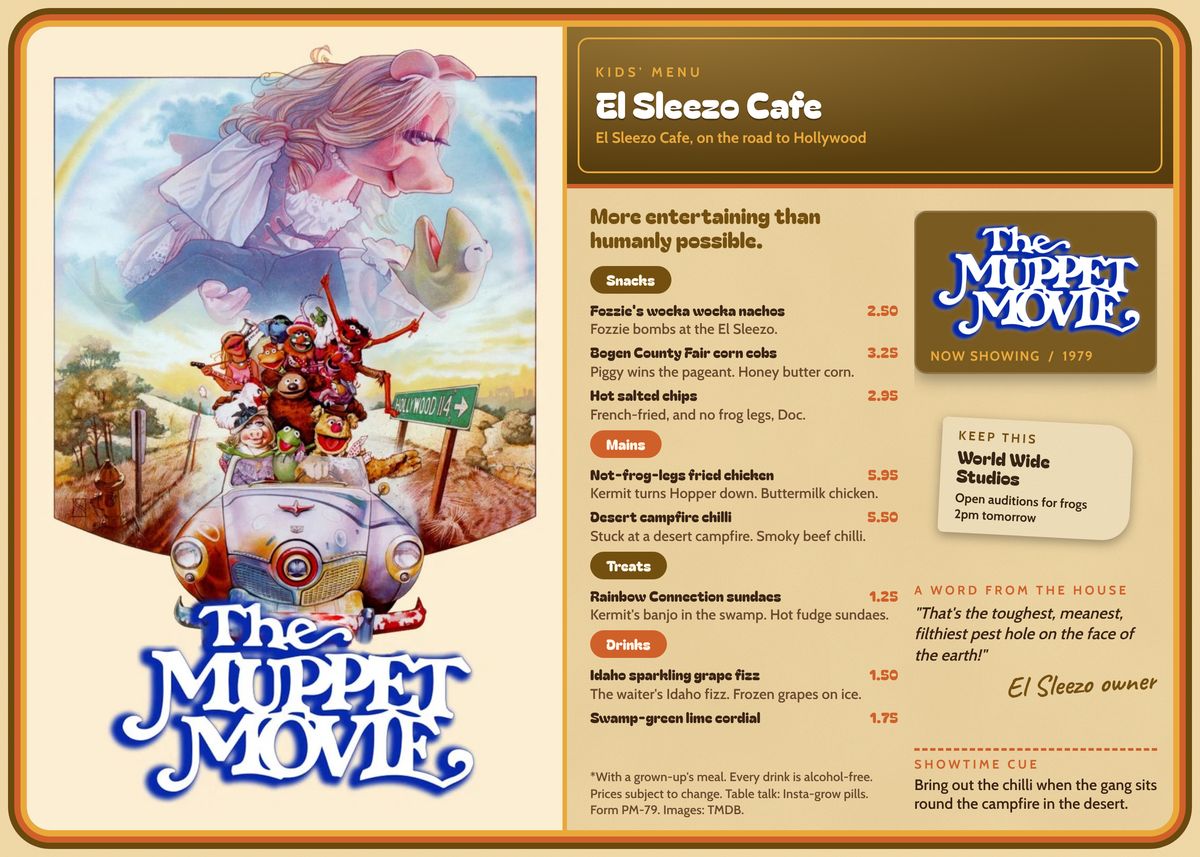 HOLLYWOOD 114
The
MUPPET
MOVIE
KIDS' MENU
El Sleezo Cafe
El Sleezo Cafe, on the road to Hollywood
More entertaining than
humanly possible.
Snacks
Fozzie's wocka wocka nachos 2.50
Fozzie bombs at the El Sleezo.
Bogen County Fair corn cobs 3.25
Piggy wins the pageant. Honey butter corn.
Hot salted chips 2.95
French-fried, and no frog legs, Doc.
Mains
Not-frog-legs fried chicken 5.95
Kermit turns Hopper down. Buttermilk chicken.
Desert campfire chilli 5.50
Stuck at a desert campfire. Smoky beef chilli.
Treats
Rainbow Connection sundaes 1.25
Kermit's banjo in the swamp. Hot fudge sundaes.
Drinks
Idaho sparkling grape fizz 1.50
The waiter's Idaho fizz. Frozen grapes on ice.
Swamp-green lime cordial 1.75
*With a grown-up's meal. Every drink is alcohol-free.
Prices subject to change. Table talk: Insta-grow pills.
Form PM-79. Images: TMDB.
The
MUPPET
MOVIE
NOW SHOWING / 1979
KEEP THIS
World Wide
Studios
Open auditions for frogs
2pm tomorrow
A WORD FROM THE HOUSE
"That's the toughest, meanest,
filthiest pest hole on the face of
the earth!"
El Sleezo owner
SHOWTIME CUE
Bring out the chilli when the gang sits
round the campfire in the desert.